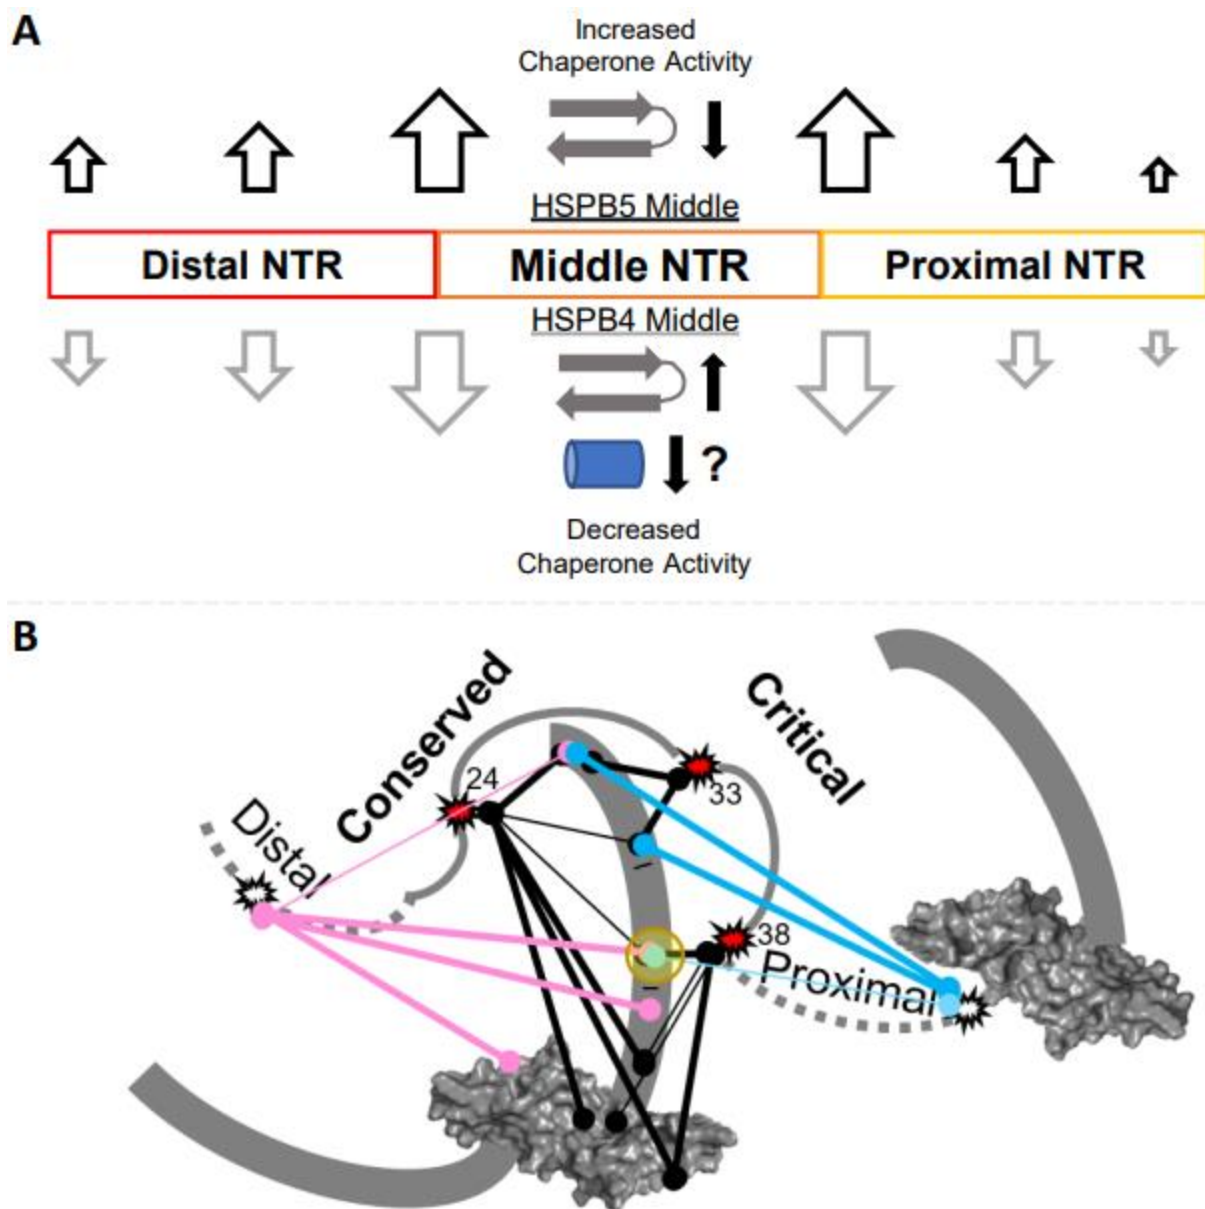 A
Increased
Chaperone Activity
HSPB5 Middle
Distal NTR
Middle NTR
Proximal NTR
HSPB4 Middle
?
Decreased
Chaperone Activity
B
Conserved
Critical
24
33
Distal
38
Proximal